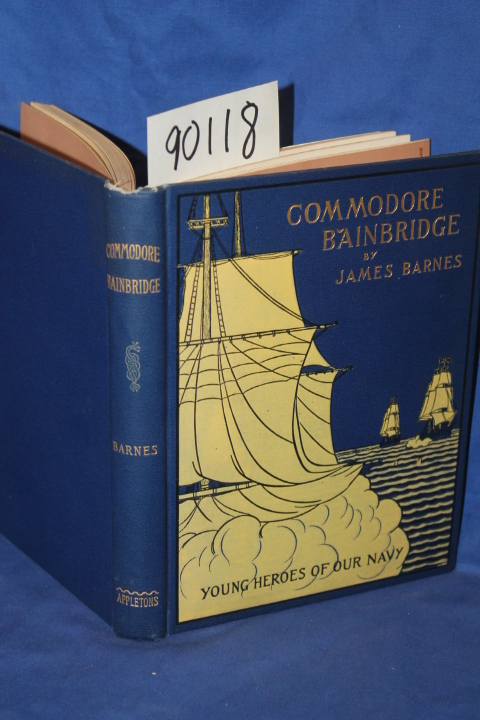 90118
COMMODORE
BAINBRIDGE
BY
JAMES BARNES
YOUNG HEROES OF OUR NAVY
COMMODORE
BAINBRIDGE
BARNES
APPLETONS